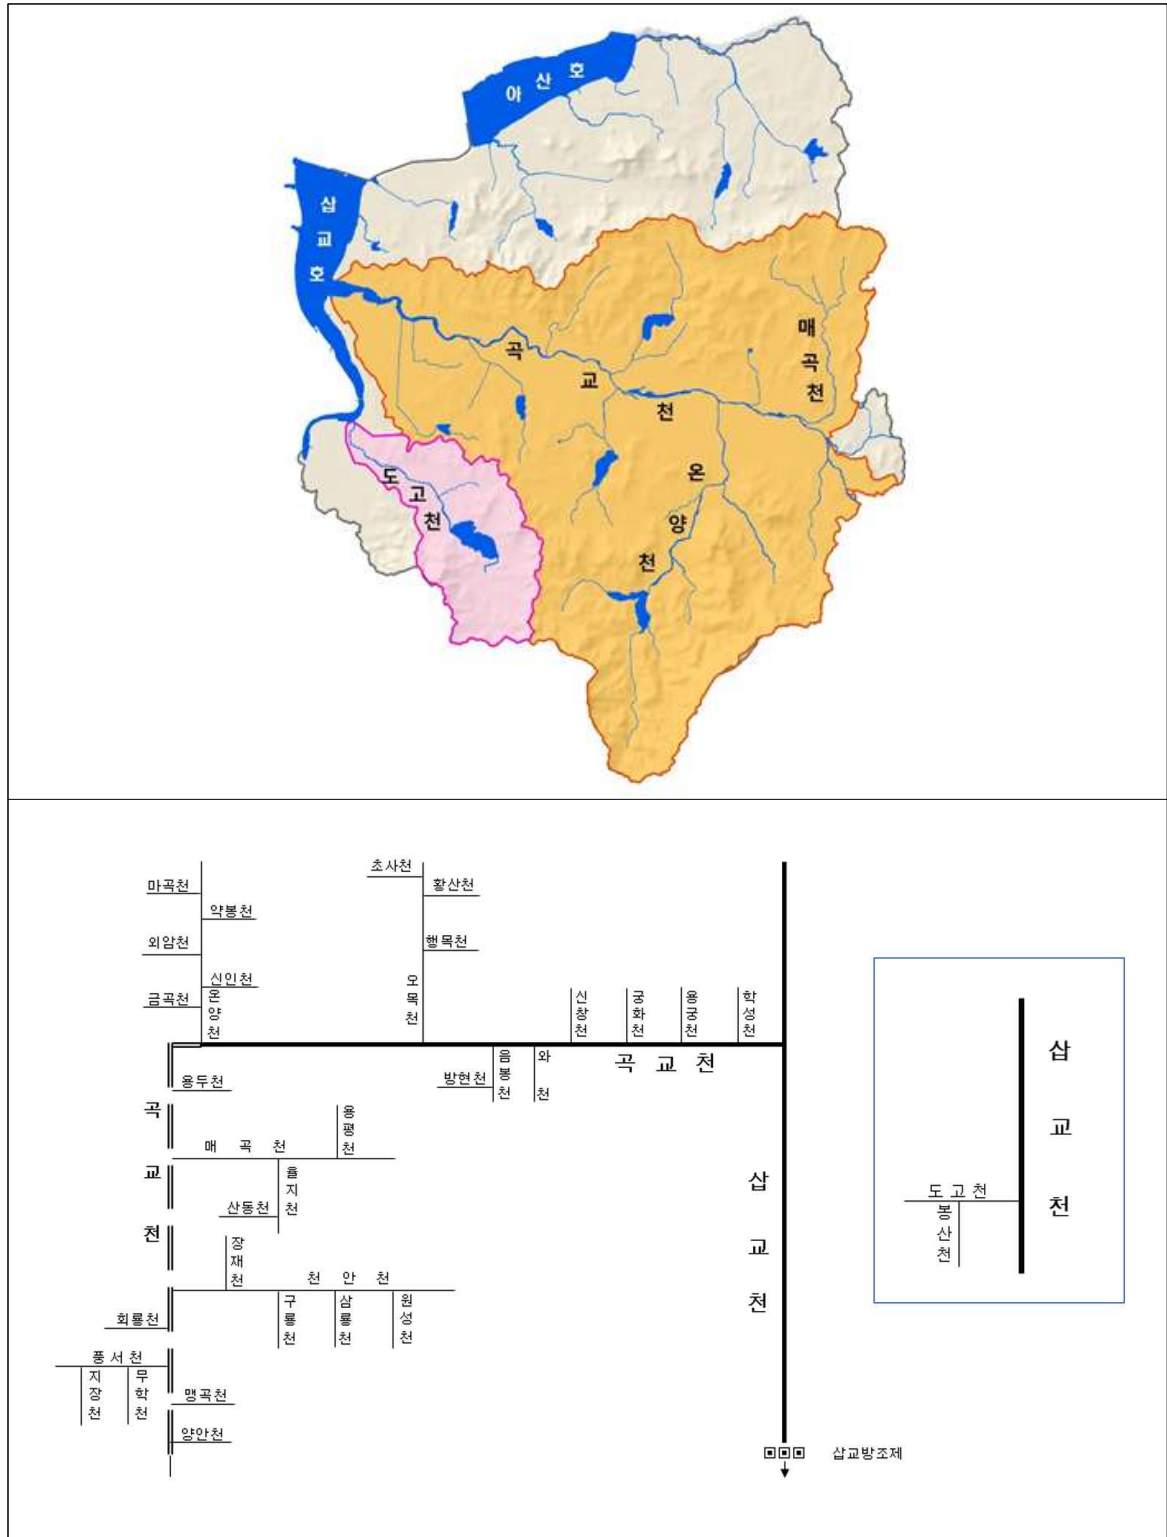 아산호
삽교호
매곡천
곡교천
온양천
도고천
초사천
마곡천
황산천
약봉천
외암천
행목천
신인천
오목천
금곡천
온양천
신창천
궁화천
용궁천
학성천
곡교천
음봉천
와천
방현천
용두천
곡교천
용평천
매곡천
율지천
산동천
삽교천
장재천
천안천
구룡천
삼룡천
원성천
회룡천
풍서천
지장천
무학천
맹곡천
양안천
삽교방조제
삽교천
도고천
봉산천